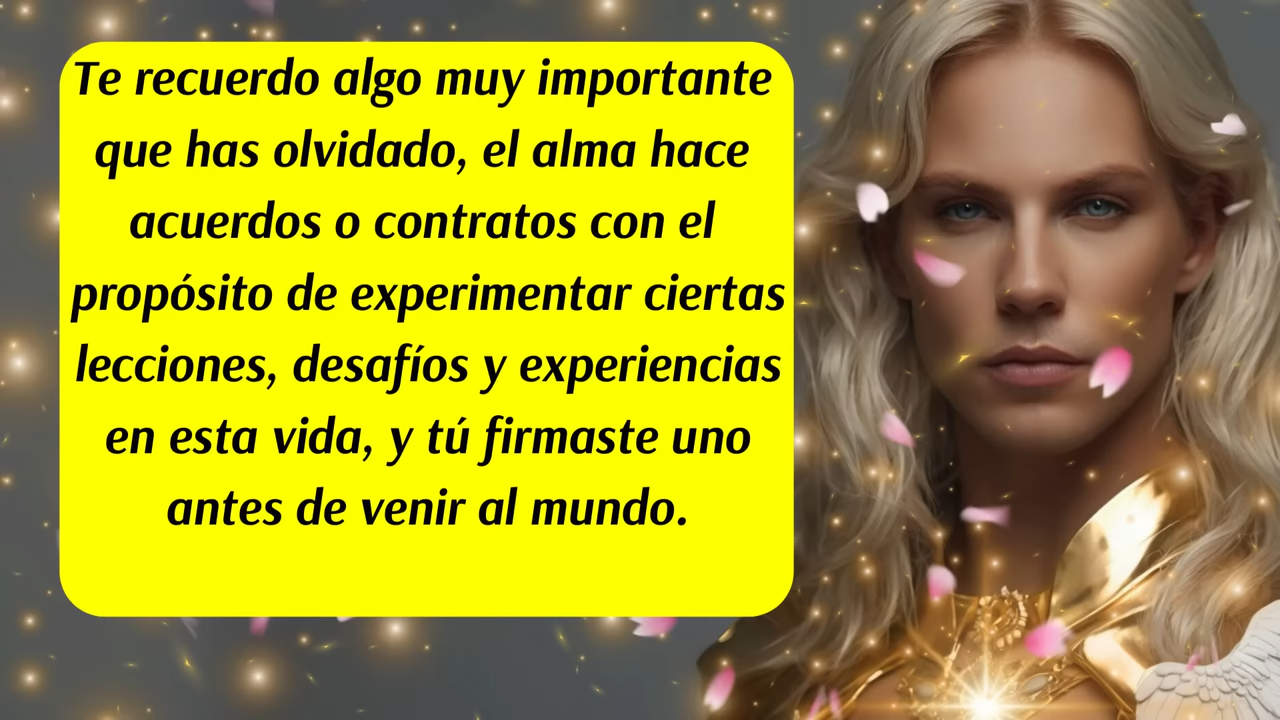 Te recuerdo algo muy importante
que has olvidado, el alma hace
acuerdos o contratos con el
propósito de experimentar ciertas
lecciones, desafíos y experiencias
en esta vida, y tú firmaste uno
antes de venir al mundo.